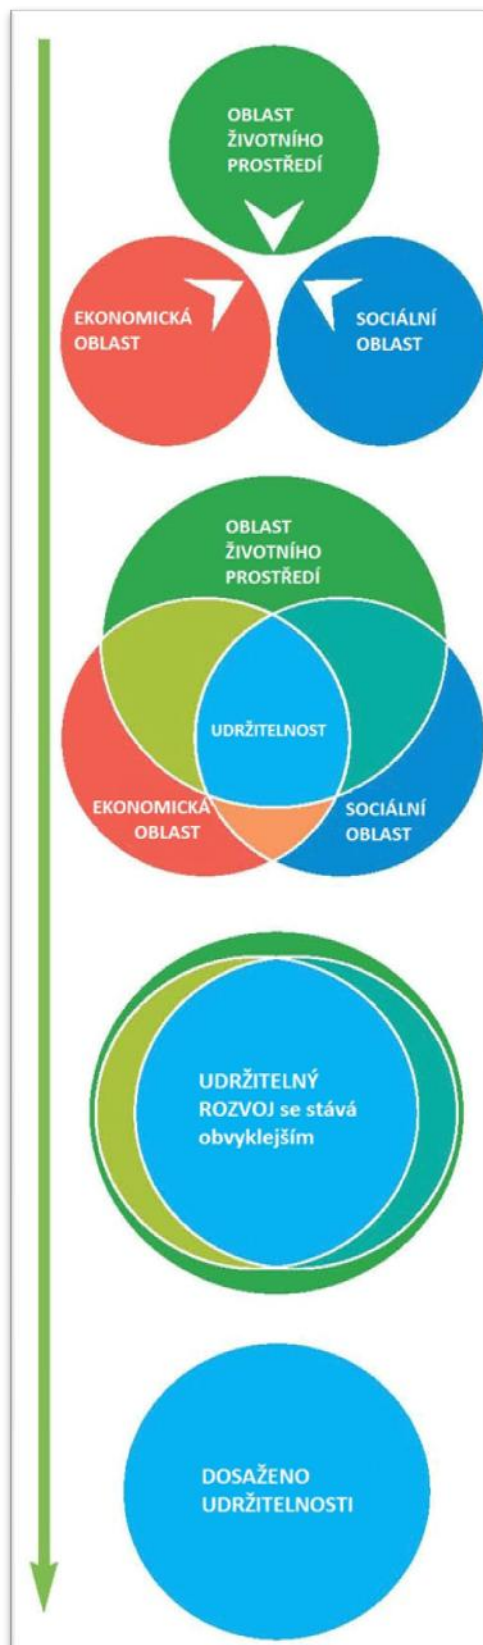 OBLAST
ŽIVOTNÍHO
PROSTŘEDÍ
EKONOMICKÁ
OBLAST
SOCIÁLNÍ
OBLAST
OBLAST
ŽIVOTNÍHO
PROSTŘEDÍ
UDRŽITELNOST
EKONOMICKÁ
OBLAST
SOCIÁLNÍ
OBLAST
UDRŽITELNÝ
ROZVOJ se stává
obvyklejším
DOSAŽENO
UDRŽITELNOSTI